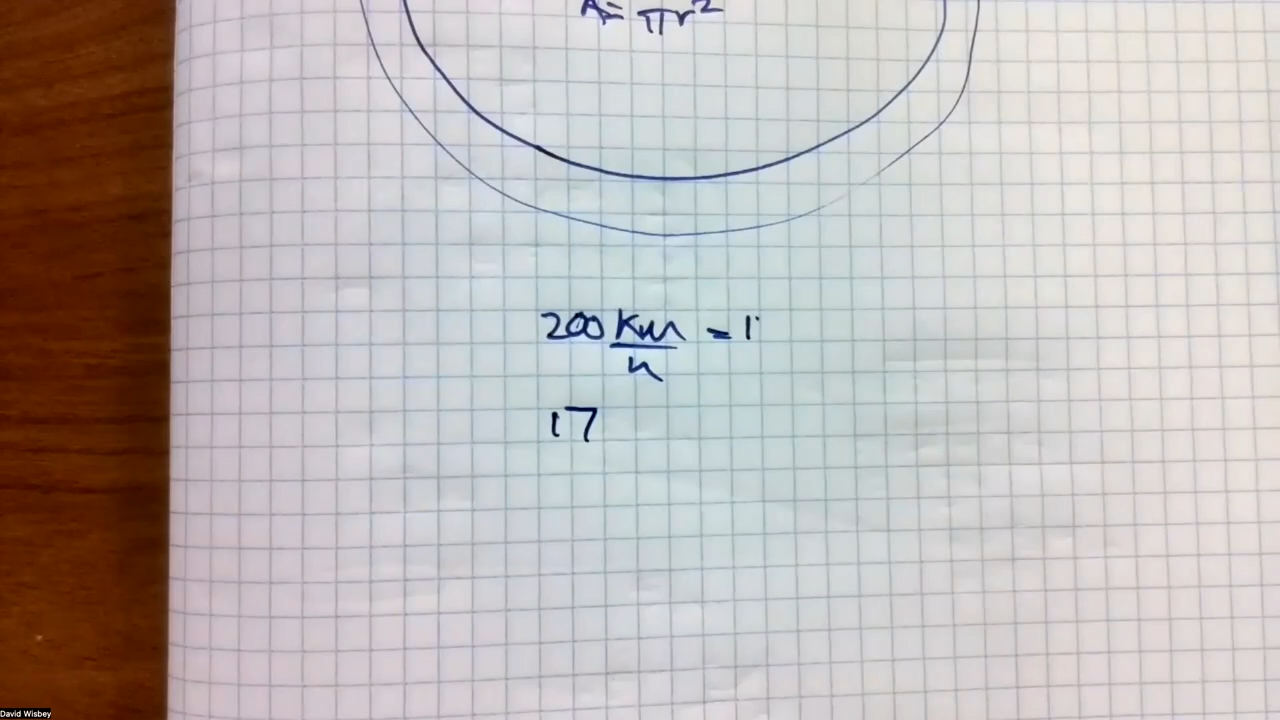 A = πr²
200 Km/h = 1
17
David Wisbey